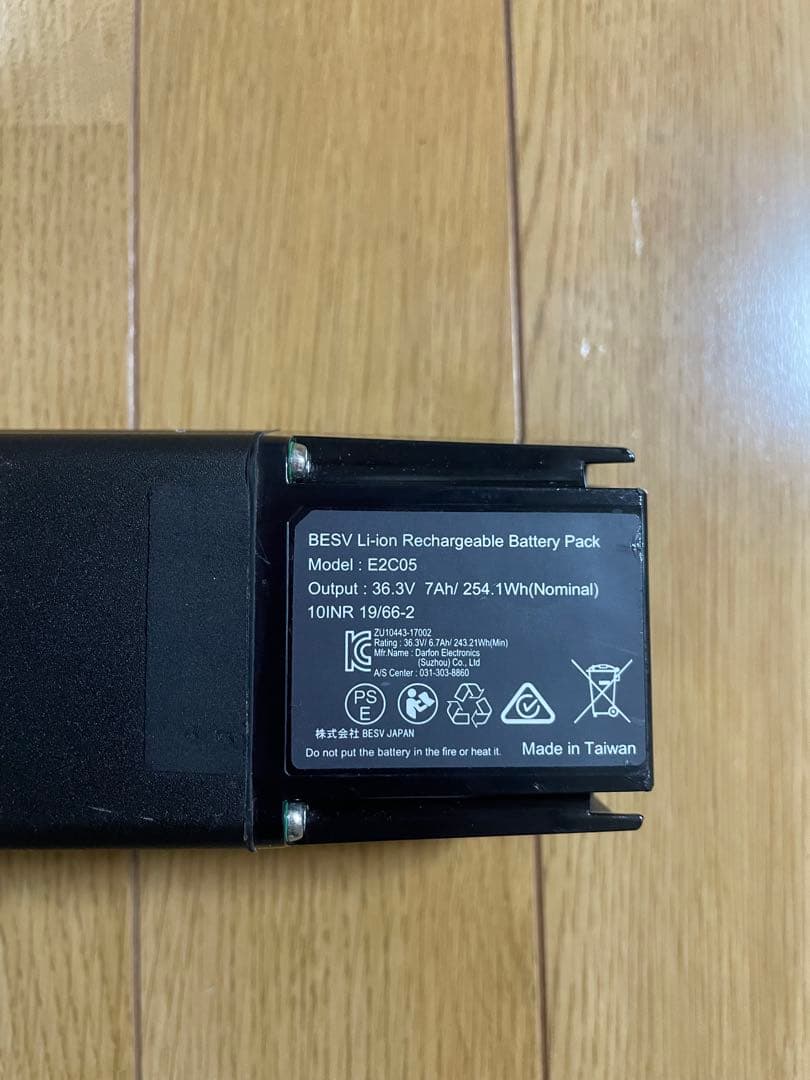 BESV Li-ion Rechargeable Battery Pack
Model : E2C05
Output : 36.3V 7Ah/ 254.1Wh(Nominal)
10INR 19/66-2
ZU10443-17002
Rating : 36.3V/ 6.7Ah/ 243.21Wh(Min)
Mfr.Name : Darfon Electronics
(Suzhou) Co., Ltd
A/S Center : 031-303-8860
PS
E
株式会社 BESV JAPAN
Do not put the battery in the fire or heat it.
Made in Taiwan